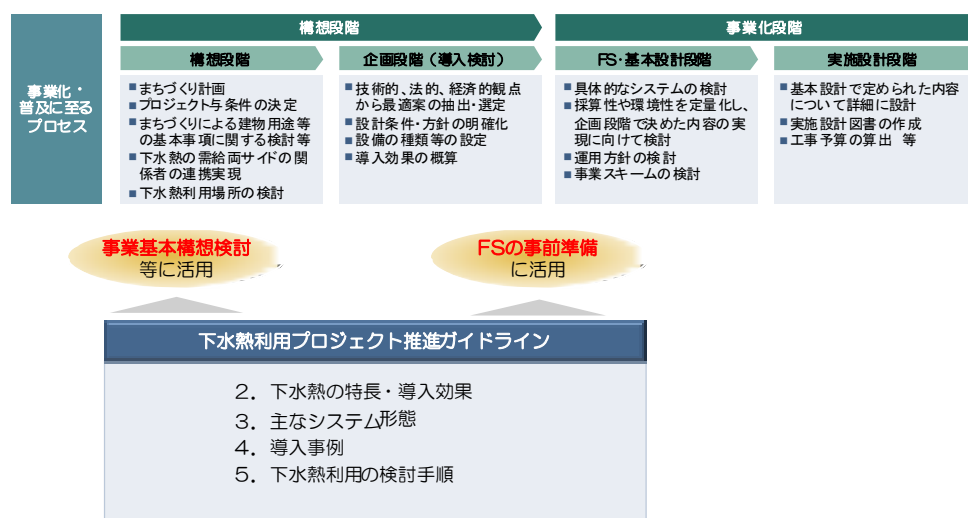 構想段階
事業化段階
事業化・
普及に至る
プロセス
構想段階
■まちづくり計画
■プロジェクト与条件の決定
■まちづくりによる建物用途等
の基本事項に関する検討等
■下水熱の需給両サイドの関
係者の連携実現
■下水熱利用場所の検討
企画段階（導入検討）
■技術的、法的、経済的観点
から最適案の抽出・選定
■設計条件・方針の明確化
■設備の種類等の設定
■導入効果の概算
FS・基本設計段階
■具体的なシステムの検討
■採算性や環境性を定量化し、
企画段階で決めた内容の実
現に向けて検討
■運用方針の検討
■事業スキームの検討
実施設計段階
■基本設計で定められた内容
について詳細に設計
■実施設計図書の作成
■工事予算の算出 等
事業基本構想検討
等に活用
FSの事前準備
に活用
下水熱利用プロジェクト推進ガイドライン
２．下水熱の特長・導入効果
３．主なシステム形態
４．導入事例
５．下水熱利用の検討手順